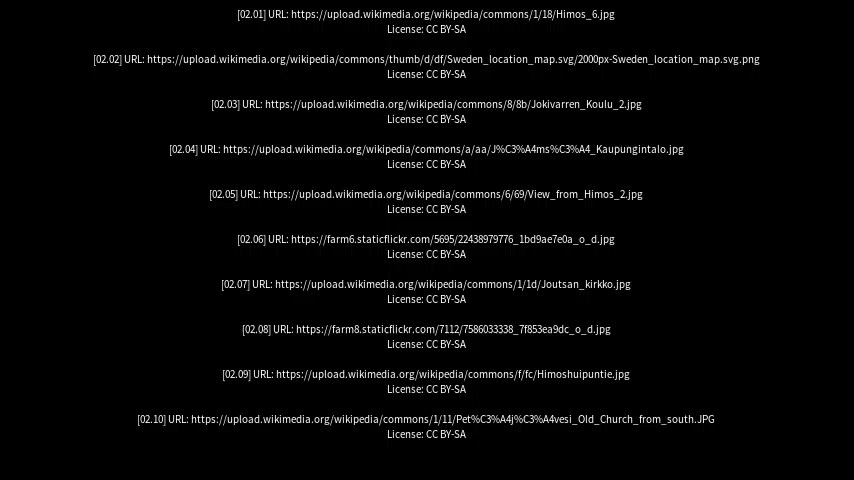 [02.01] URL: https://upload.wikimedia.org/wikipedia/commons/1/18/Himos_6.jpg
License: CC BY-SA
[02.02] URL: https://upload.wikimedia.org/wikipedia/commons/thumb/d/df/Sweden_location_map.svg/2000px-Sweden_location_map.svg.png
License: CC BY-SA
[02.03] URL: https://upload.wikimedia.org/wikipedia/commons/8/8b/Jokivarren_Koulu_2.jpg
License: CC BY-SA
[02.04] URL: https://upload.wikimedia.org/wikipedia/commons/a/aa/J%C3%A4ms%C3%A4_Kaupungintalo.jpg
License: CC BY-SA
[02.05] URL: https://upload.wikimedia.org/wikipedia/commons/6/69/View_from_Himos_2.jpg
License: CC BY-SA
[02.06] URL: https://farm6.staticflickr.com/5695/22438979776_1bd9ae7e0a_o_d.jpg
License: CC BY-SA
[02.07] URL: https://upload.wikimedia.org/wikipedia/commons/1/1d/Joutsan_kirkko.jpg
License: CC BY-SA
[02.08] URL: https://farm8.staticflickr.com/7112/7586033338_7f853ea9dc_o_d.jpg
License: CC BY-SA
[02.09] URL: https://upload.wikimedia.org/wikipedia/commons/f/fc/Himoshuipuntie.jpg
License: CC BY-SA
[02.10] URL: https://upload.wikimedia.org/wikipedia/commons/1/11/Pet%C3%A4j%C3%A4vesi_Old_Church_from_south.JPG
License: CC BY-SA